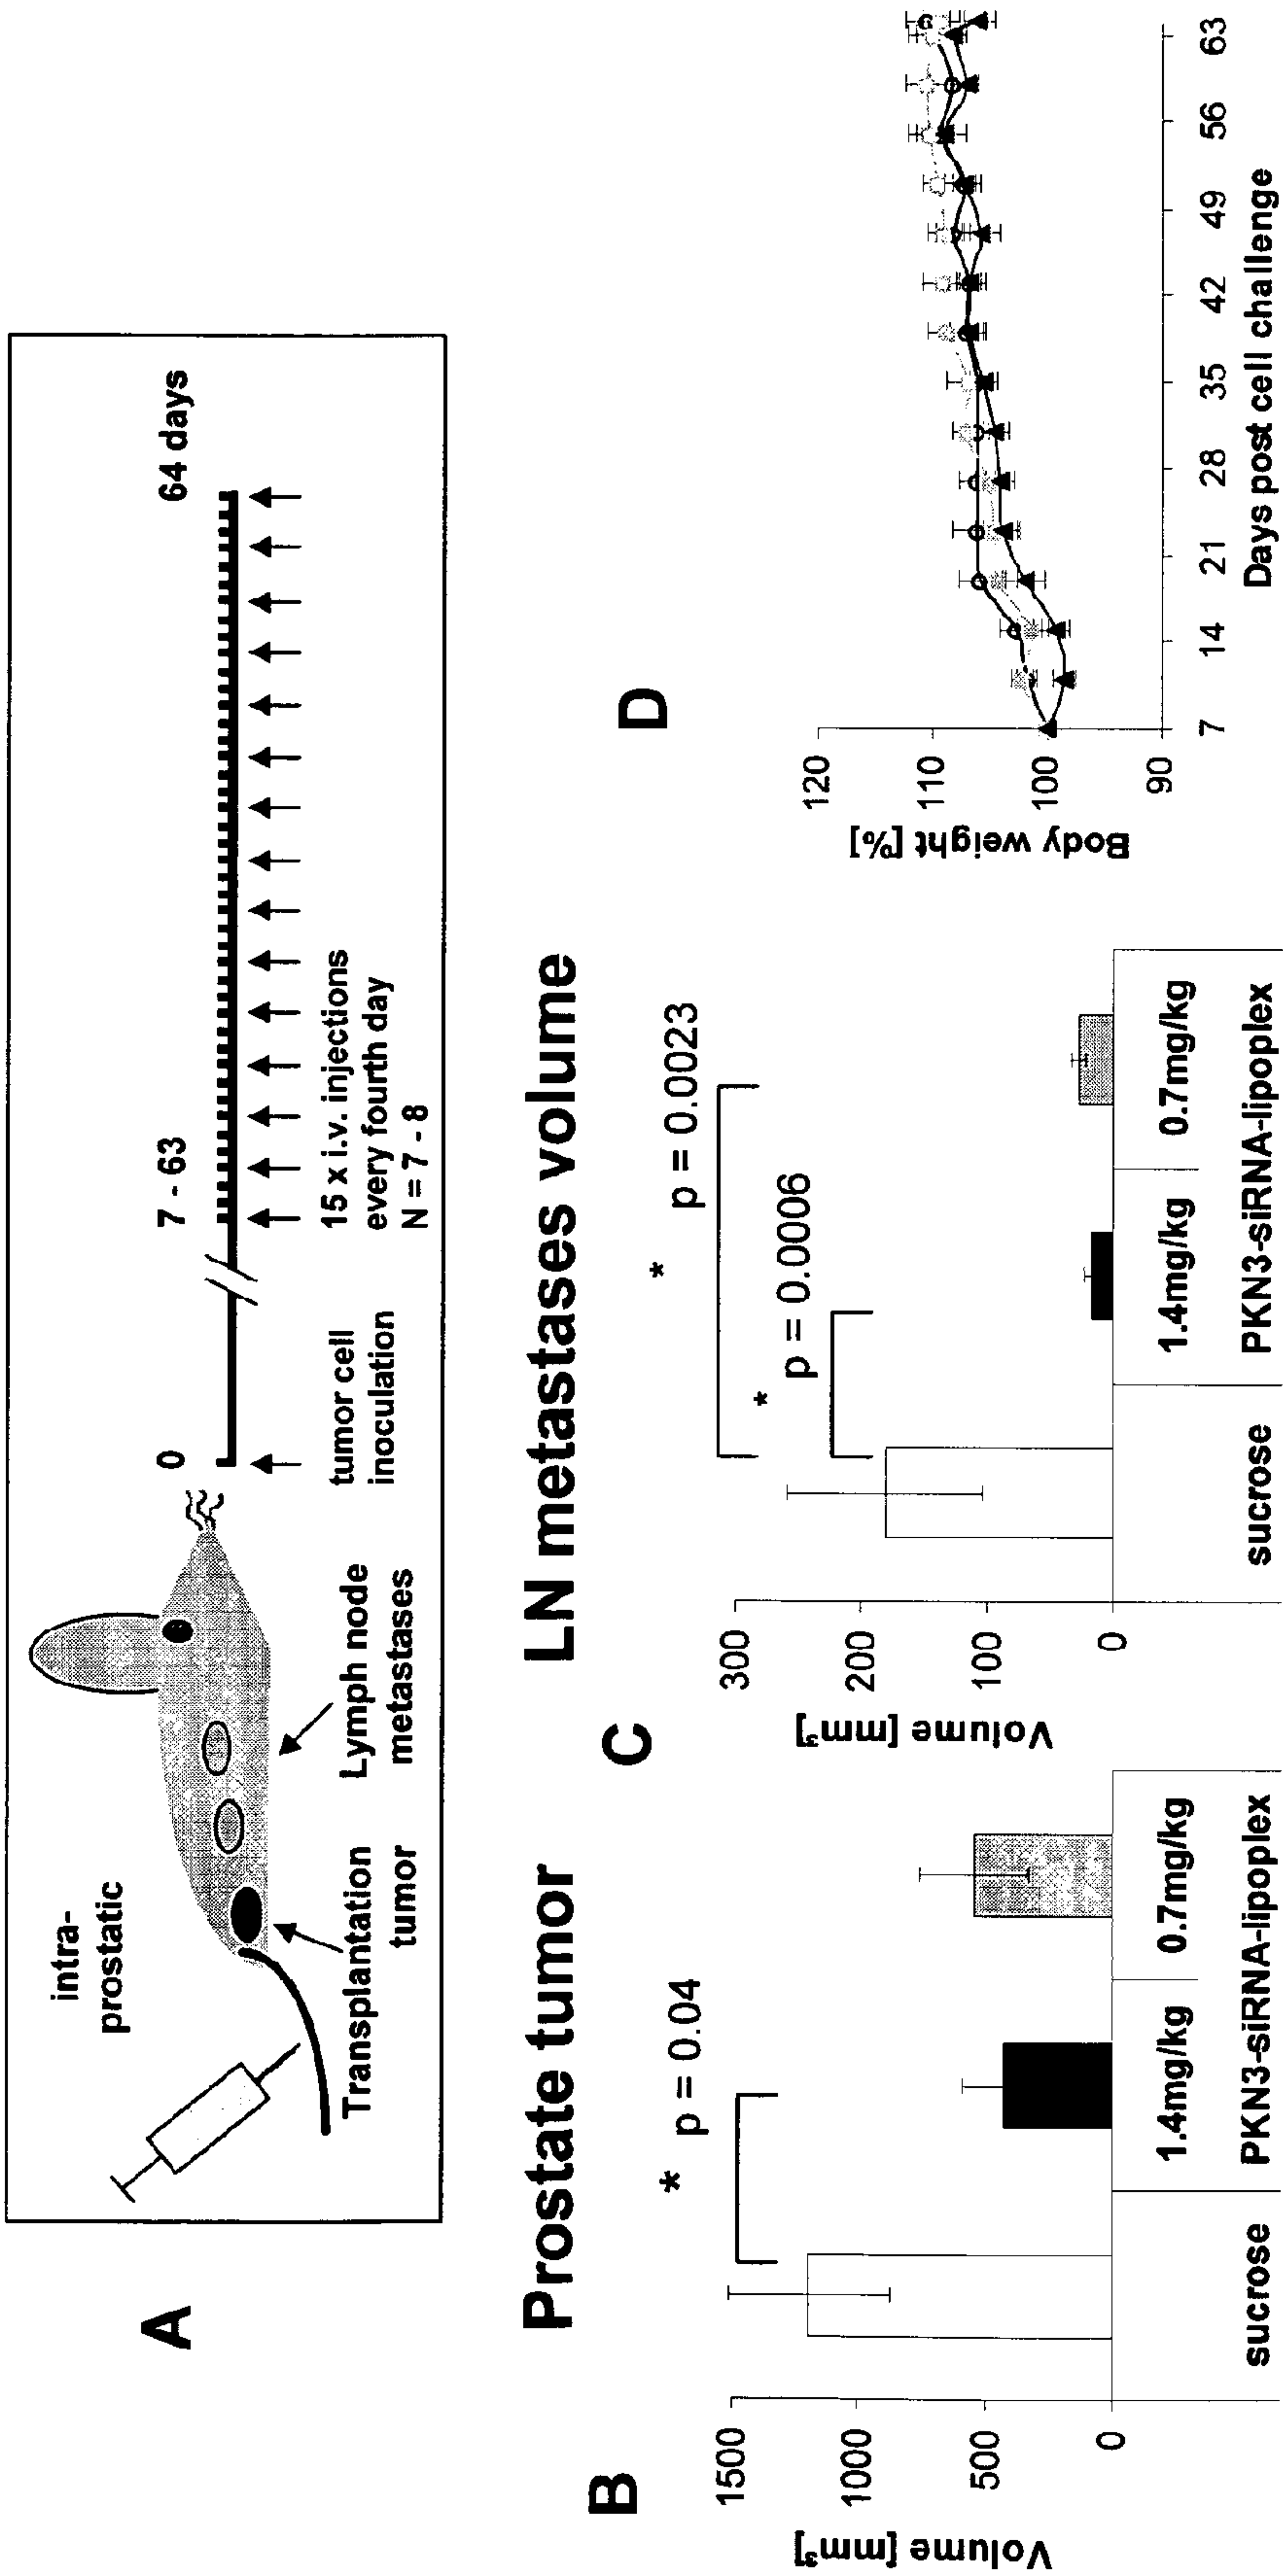 A
intra-
prostatic
Transplantation
tumor
Lymph node
metastases
0
7 - 63
64 days
tumor cell
inoculation
15 x i.v. injections
every fourth day
N = 7 - 8
B
Prostate tumor
Volume [mm³]
1500
1000
500
0
*
p = 0.04
sucrose
1.4mg/kg
0.7mg/kg
PKN3-siRNA-lipoplex
C
LN metastases volume
Volume [mm³]
300
200
100
0
*
p = 0.0023
*
p = 0.0006
sucrose
1.4mg/kg
0.7mg/kg
PKN3-siRNA-lipoplex
D
Body weight [%]
120
110
100
90
7
14
21
28
35
42
49
56
63
Days post cell challenge